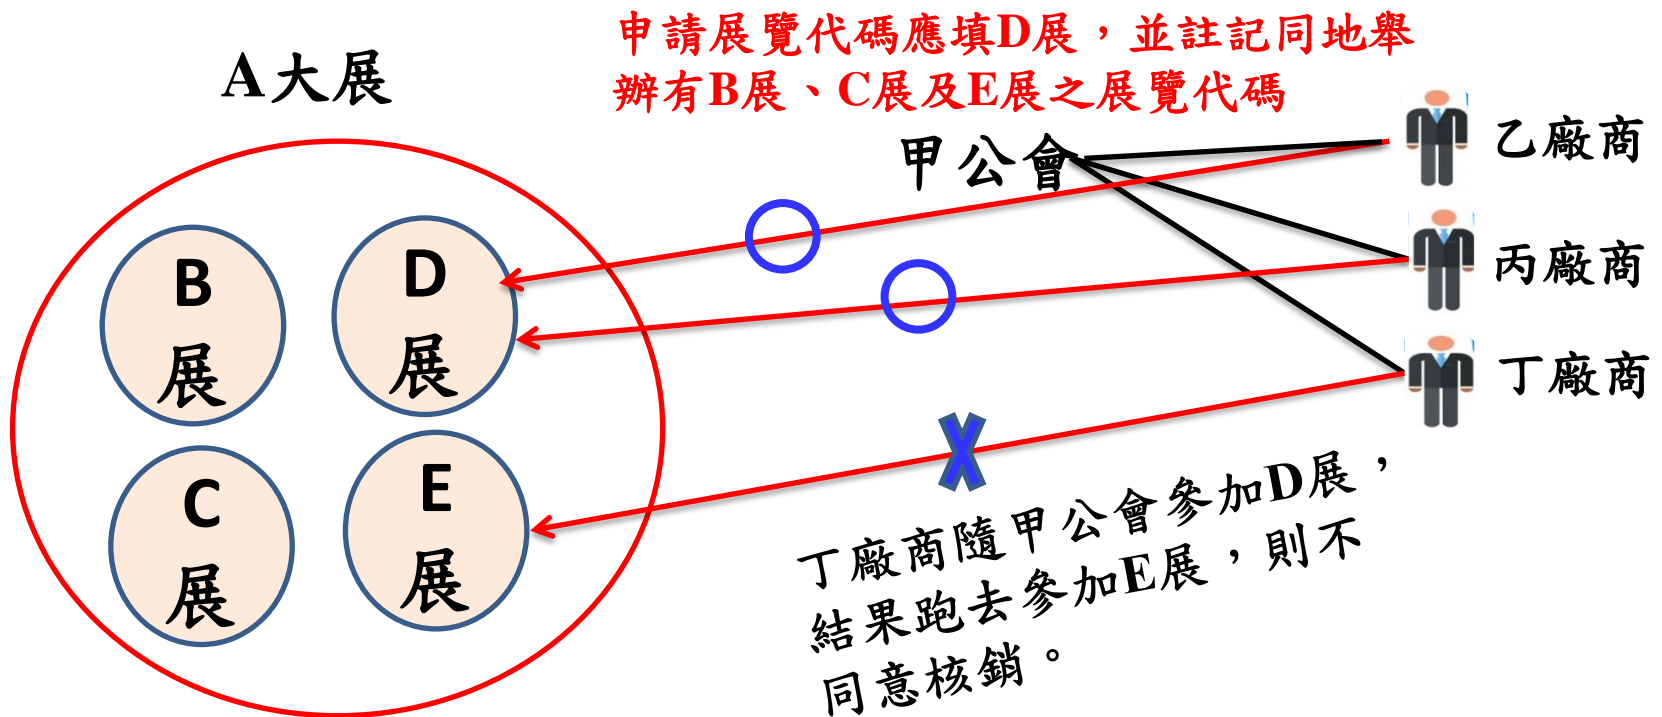 申請展覽代碼應填D展，並註記同地舉
辦有B展、C展及E展之展覽代碼
A大展
甲公會
乙廠商
丙廠商
丁廠商
B
展
D
展
C
展
E
展
丁廠商隨甲公會參加D展，
結果跑去參加E展，則不
同意核銷。